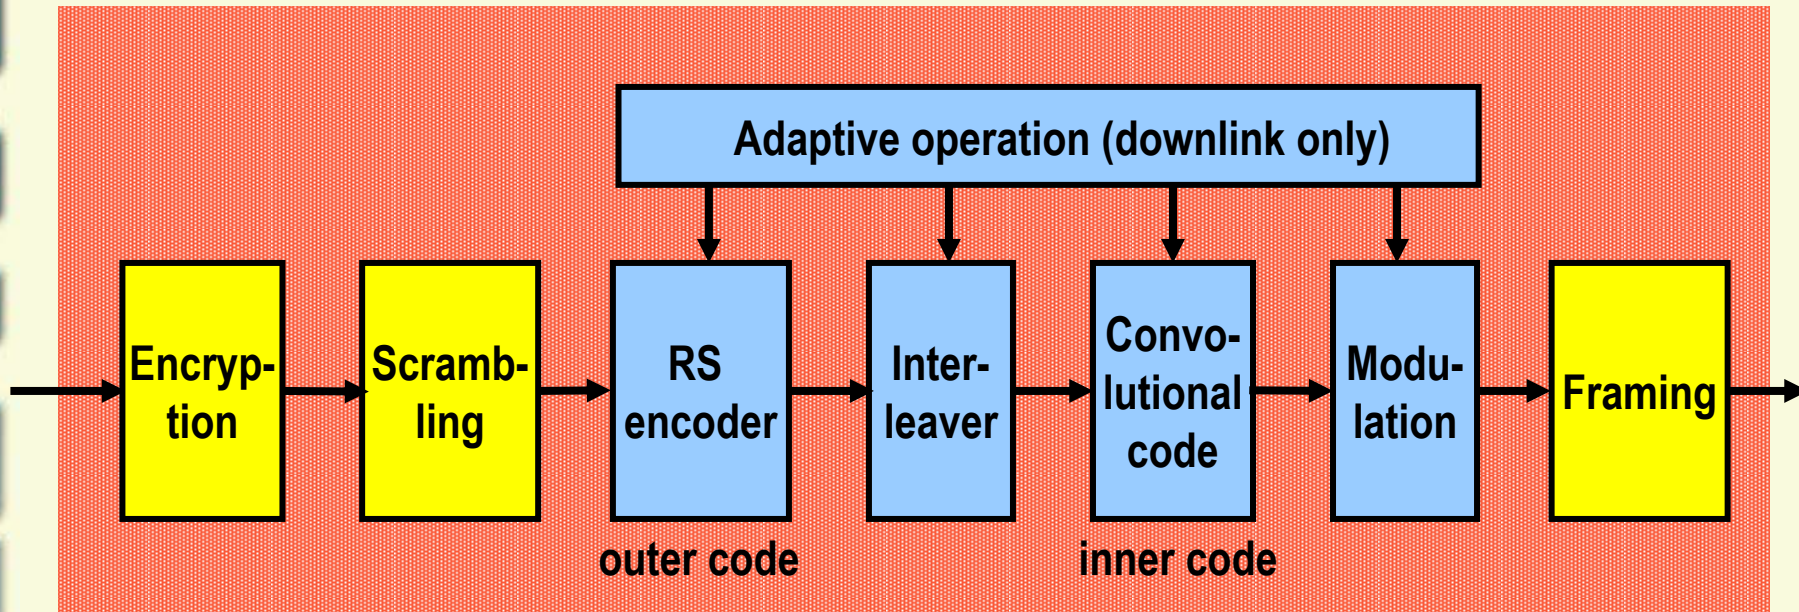 Adaptive operation (downlink only)
Encryp-
tion
Scramb-
ling
RS
encoder
Inter-
leaver
Convo-
lutional
code
Modu-
lation
Framing
outer code
inner code